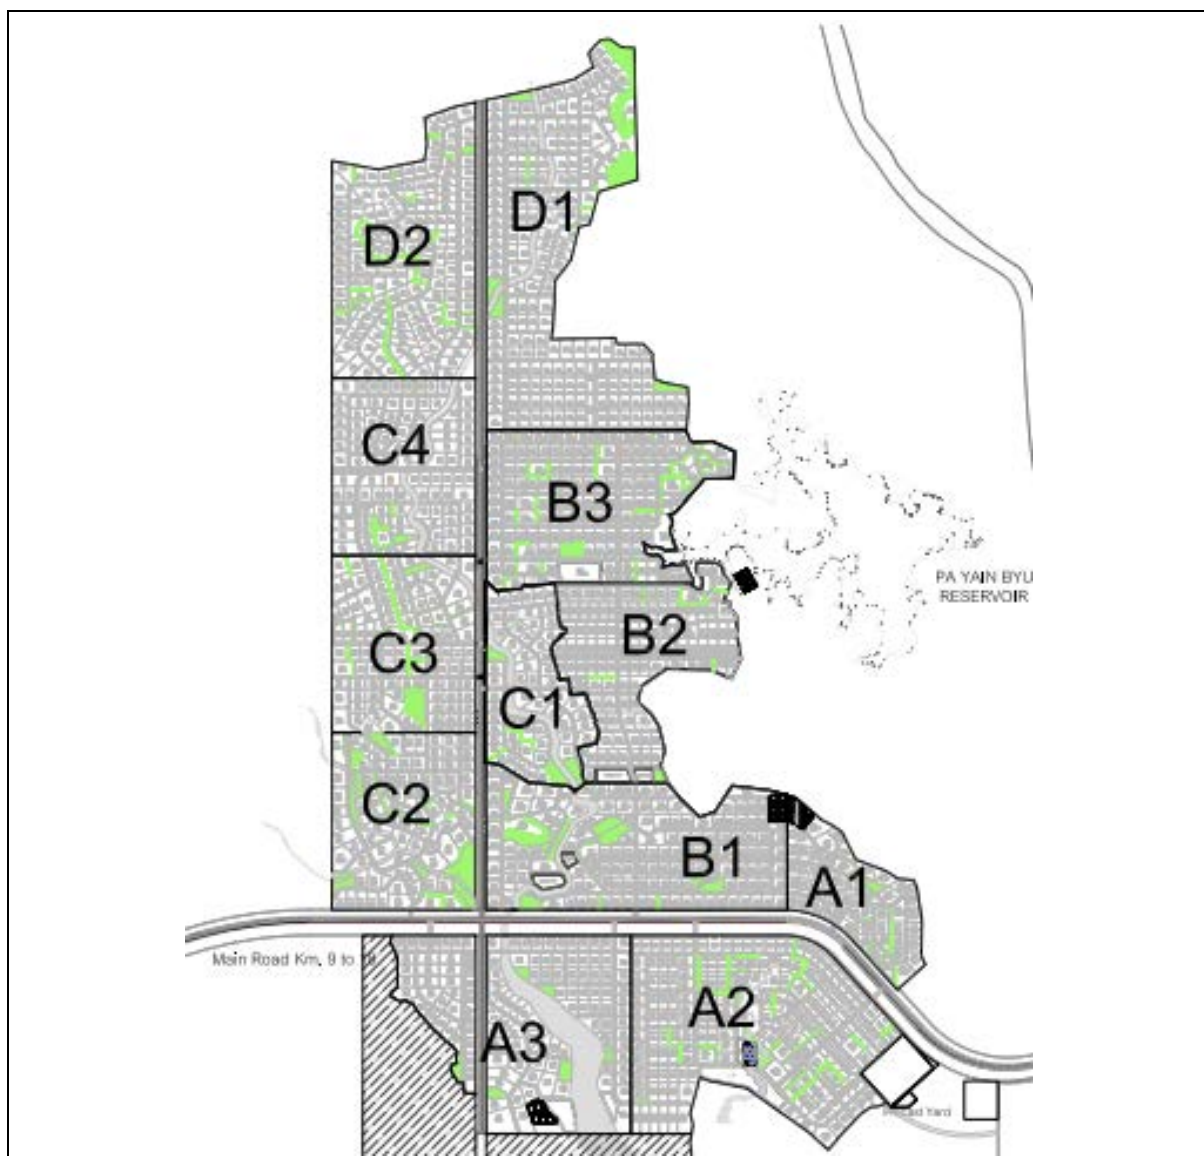 D1
D2
C4
B3
PA YAIN BYU
RESERVOIR
B2
C3
C1
C2
B1
A1
Main Road Km. 9 to
A2
A3
Yard